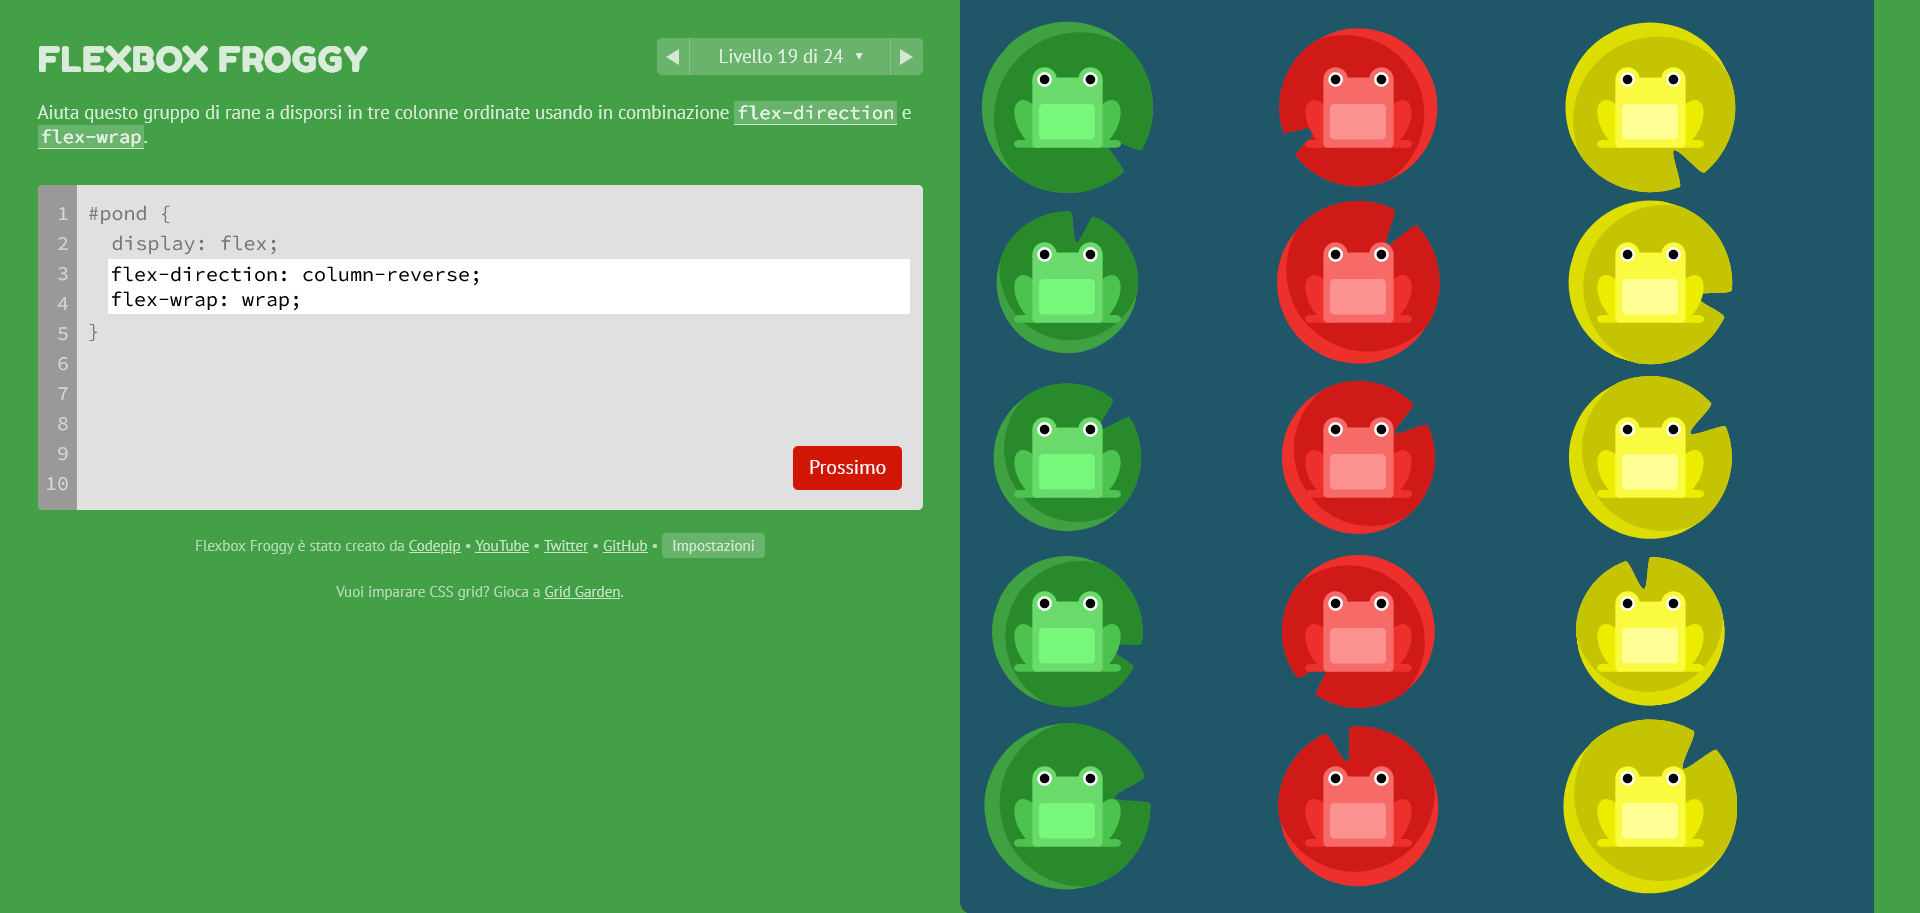 FLEXBOX FROGGY
◀ Livello 19 di 24 ▼ ▶
Aiuta questo gruppo di rane a disporsi in tre colonne ordinate usando in combinazione flex-direction e
flex-wrap.
1 #pond {
2 display: flex;
3 flex-direction: column-reverse;
4 flex-wrap: wrap;
5 }
6
7
8
9
10
Prossimo
Flexbox Froggy è stato creato da Codepip • YouTube • Twitter • GitHub • Impostazioni
Vuoi imparare CSS grid? Gioca a Grid Garden.